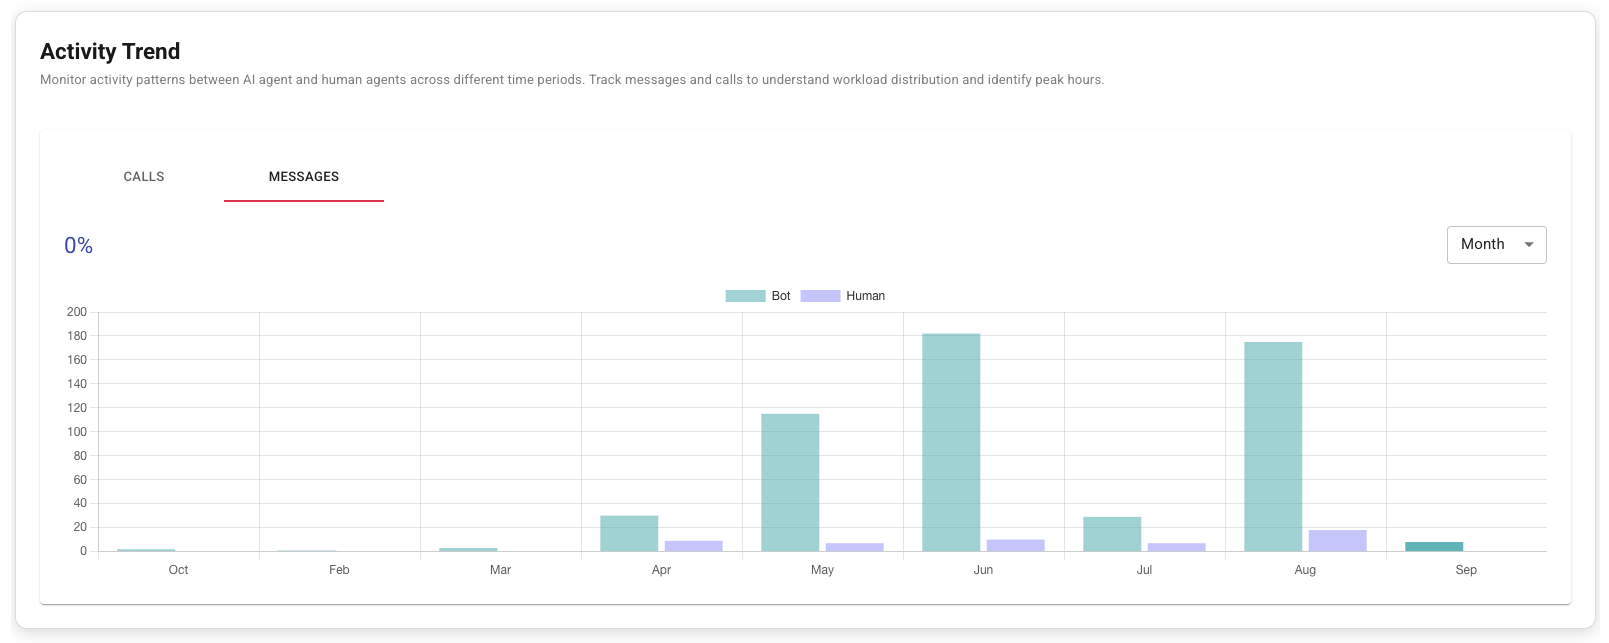 Activity Trend
Monitor activity patterns between AI agent and human agents across different time periods. Track messages and calls to understand workload distribution and identify peak hours.
CALLS MESSAGES
0%
Month
Bot Human
200
180
160
140
120
100
80
60
40
20
0
Oct Feb Mar Apr May Jun Jul Aug Sep